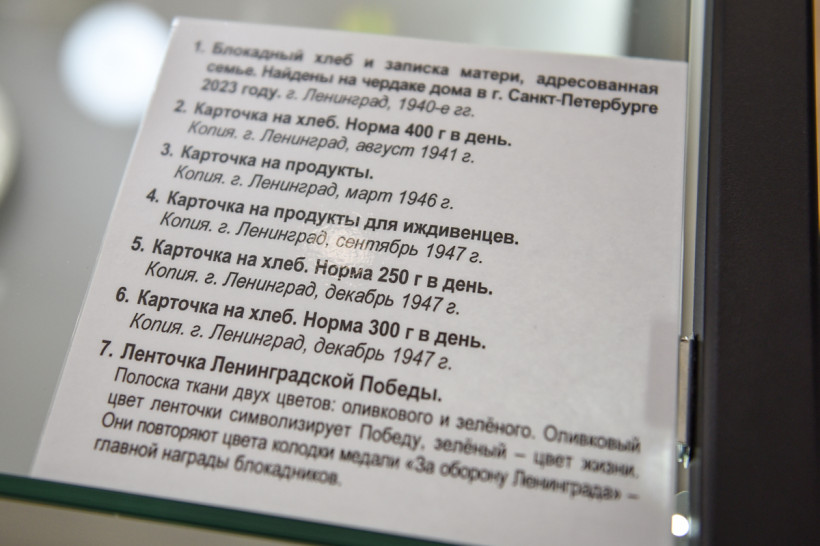 1. Блокадный хлеб и записка матери, адресованная
семье. Найдены на чердаке дома в г. Санкт-Петербурге
2023 году. г. Ленинград, 1940-е гг.
2. Карточка на хлеб. Норма 400 г в день.
Копия. г. Ленинград, август 1941 г.
3. Карточка на продукты.
Копия. г. Ленинград, март 1946 г.
4. Карточка на продукты для иждивенцев.
Копия. г. Ленинград, сентябрь 1947 г.
5. Карточка на хлеб. Норма 250 г в день.
Копия. г. Ленинград, декабрь 1947 г.
6. Карточка на хлеб. Норма 300 г в день.
Копия. г. Ленинград, декабрь 1947 г.
7. Ленточка Ленинградской Победы.
Полоска ткани двух цветов: оливкового и зелёного. Оливковый
цвет ленточки символизирует Победу, зелёный – цвет жизни.
Они повторяют цвета колодки медали «За оборону Ленинграда» –
главной награды блокадников.